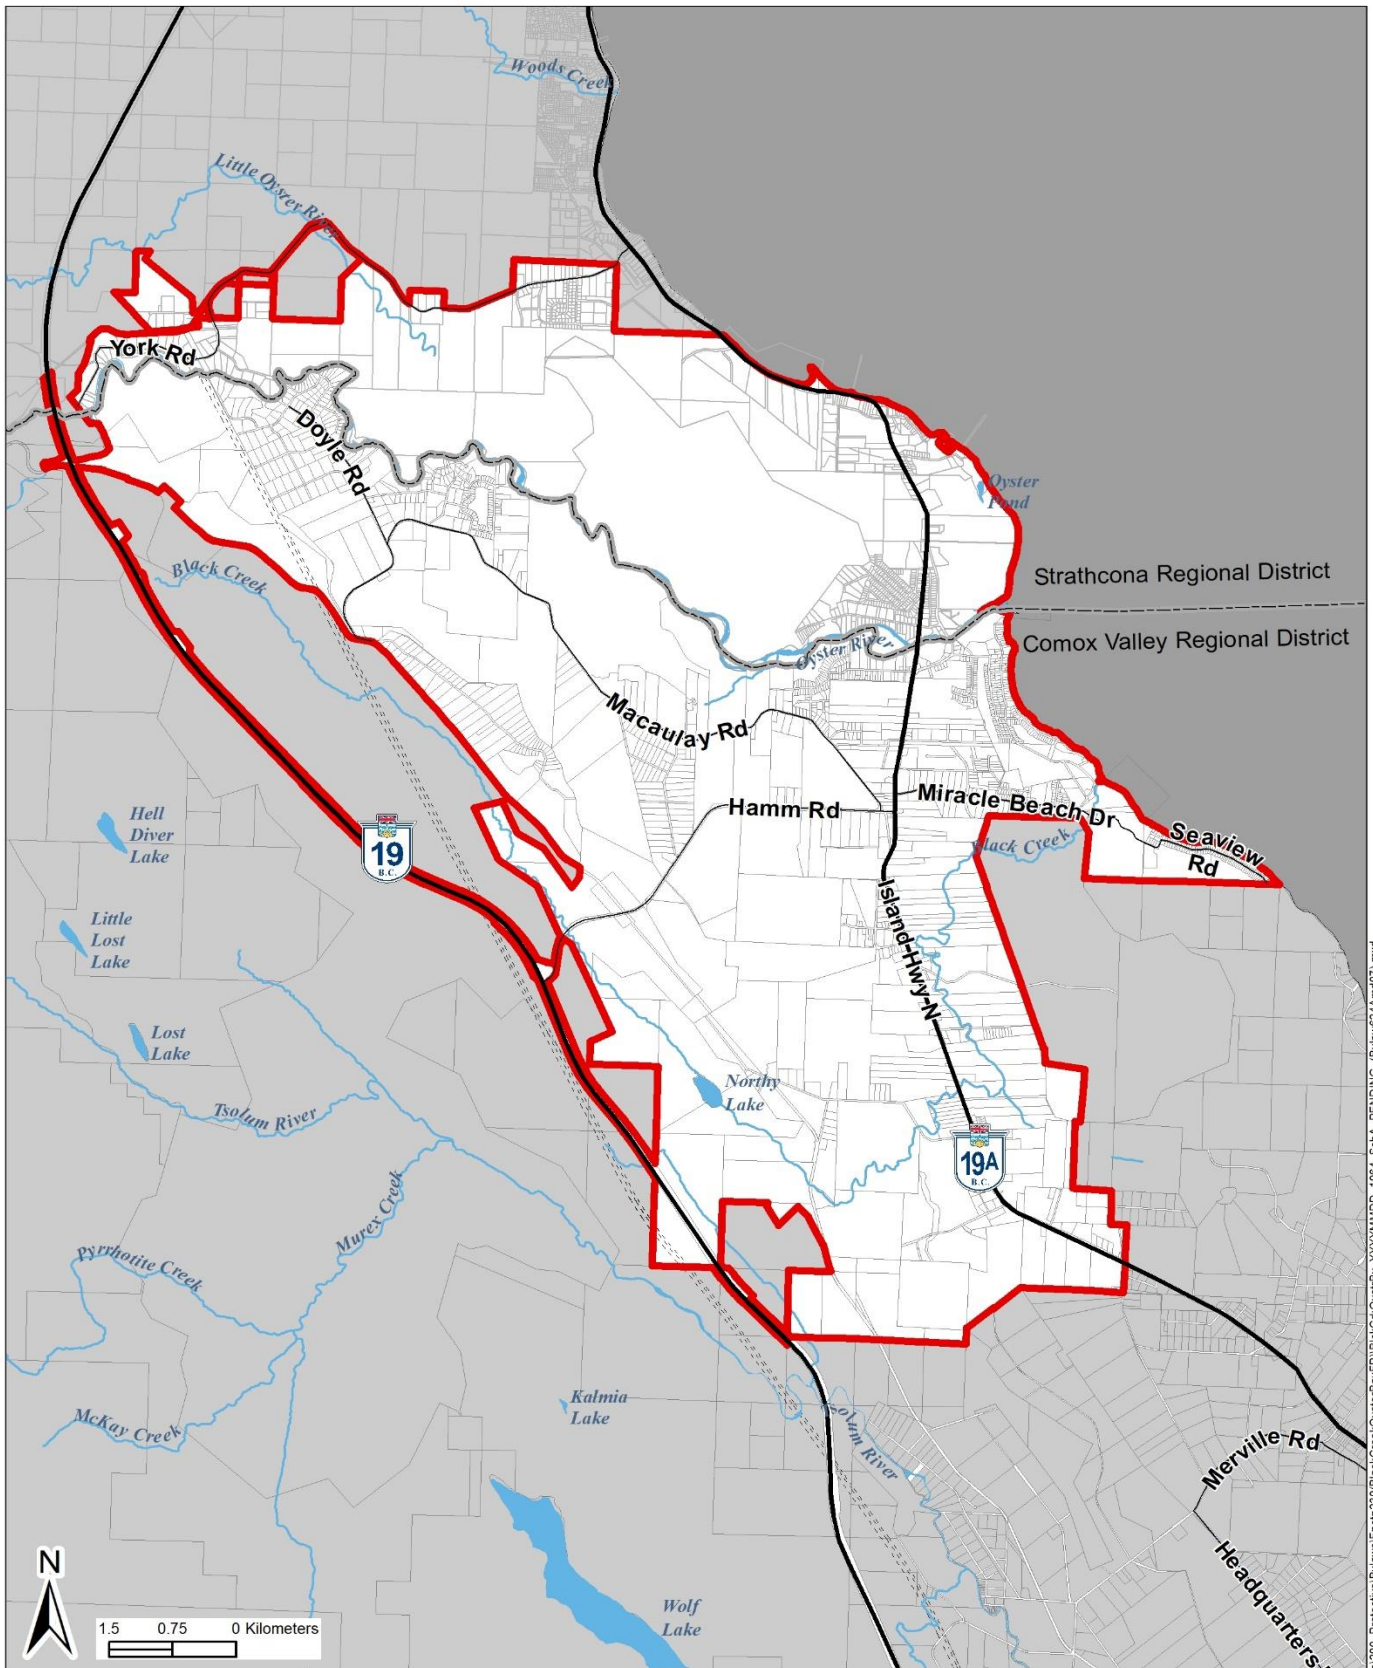 Woods Creek
Little Oyster River
York Rd
Doyle Rd
Oyster
Pond
Black Creek
Strathcona Regional District
Comox Valley Regional District
Oyster River
Macaulay Rd
Hamm Rd
Miracle Beach Dr
Seaview
Rd
Black Creek
Hell
Diver
Lake
19
B.C.
Island Hwy N
Little
Lost
Lake
Lost
Lake
Northy
Lake
Tsolum River
19A
B.C.
Murex Creek
Pyrrhotite Creek
Kalmia
Lake
McKay Creek
Tsolum River
Merville Rd
Headquarters
Wolf
Lake
N
1.5 0.75 0 Kilometers